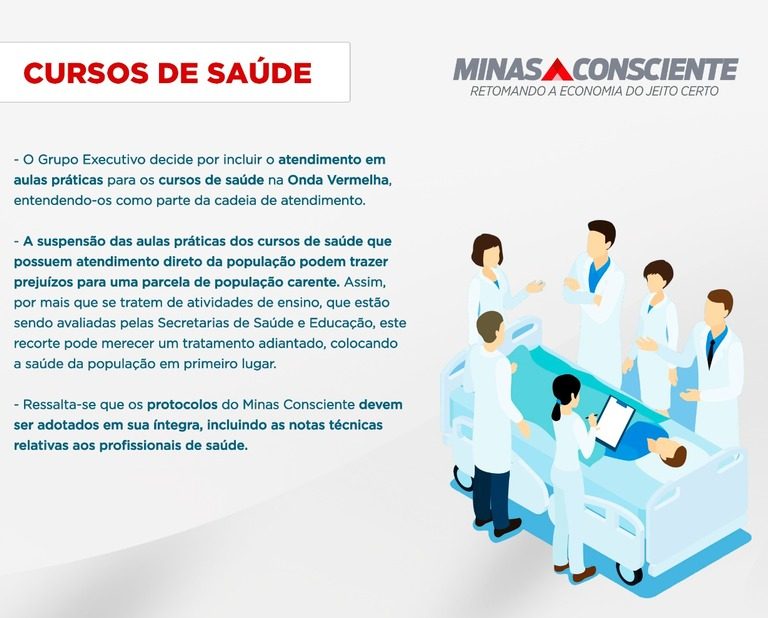 CURSOS DE SAÚDE
MINAS CONSCIENTE
RETOMANDO A ECONOMIA DO JEITO CERTO
- O Grupo Executivo decide por incluir o atendimento em
aulas práticas para os cursos de saúde na Onda Vermelha,
entendendo-os como parte da cadeia de atendimento.
- A suspensão das aulas práticas dos cursos de saúde que
possuem atendimento direto da população podem trazer
prejuízos para uma parcela de população carente. Assim,
por mais que se tratem de atividades de ensino, que estão
sendo avaliadas pelas Secretarias de Saúde e Educação, este
recorte pode merecer um tratamento adiantado, colocando
a saúde da população em primeiro lugar.
- Ressalta-se que os protocolos do Minas Consciente devem
ser adotados em sua íntegra, incluindo as notas técnicas
relativas aos profissionais de saúde.